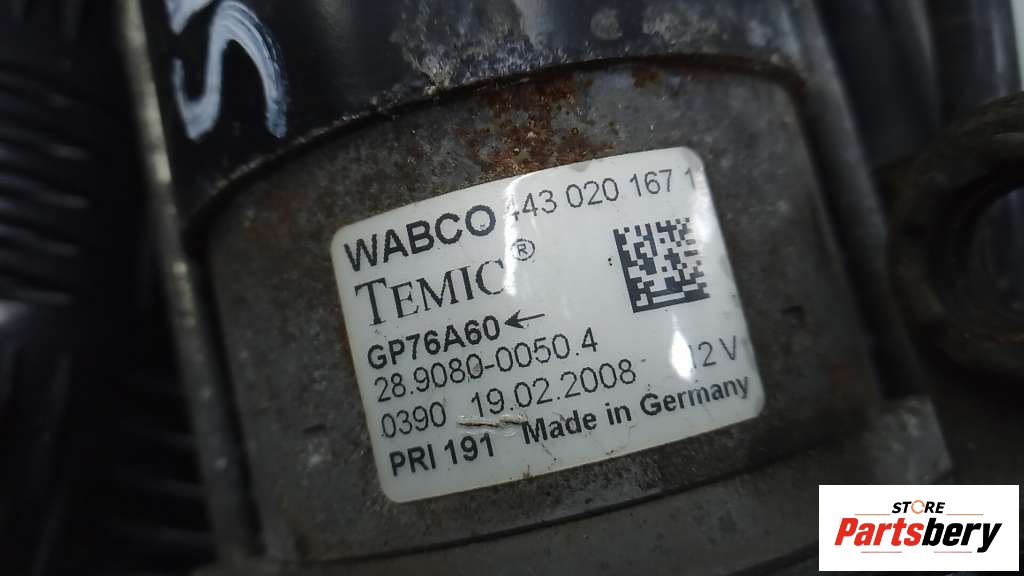 WABCO 443 020 167 1
TEMIC®
GP76A60←
28.9080-0050.4
0390 19.02.2008 12V
PRI 191 Made in Germany
STORE
Partsbery